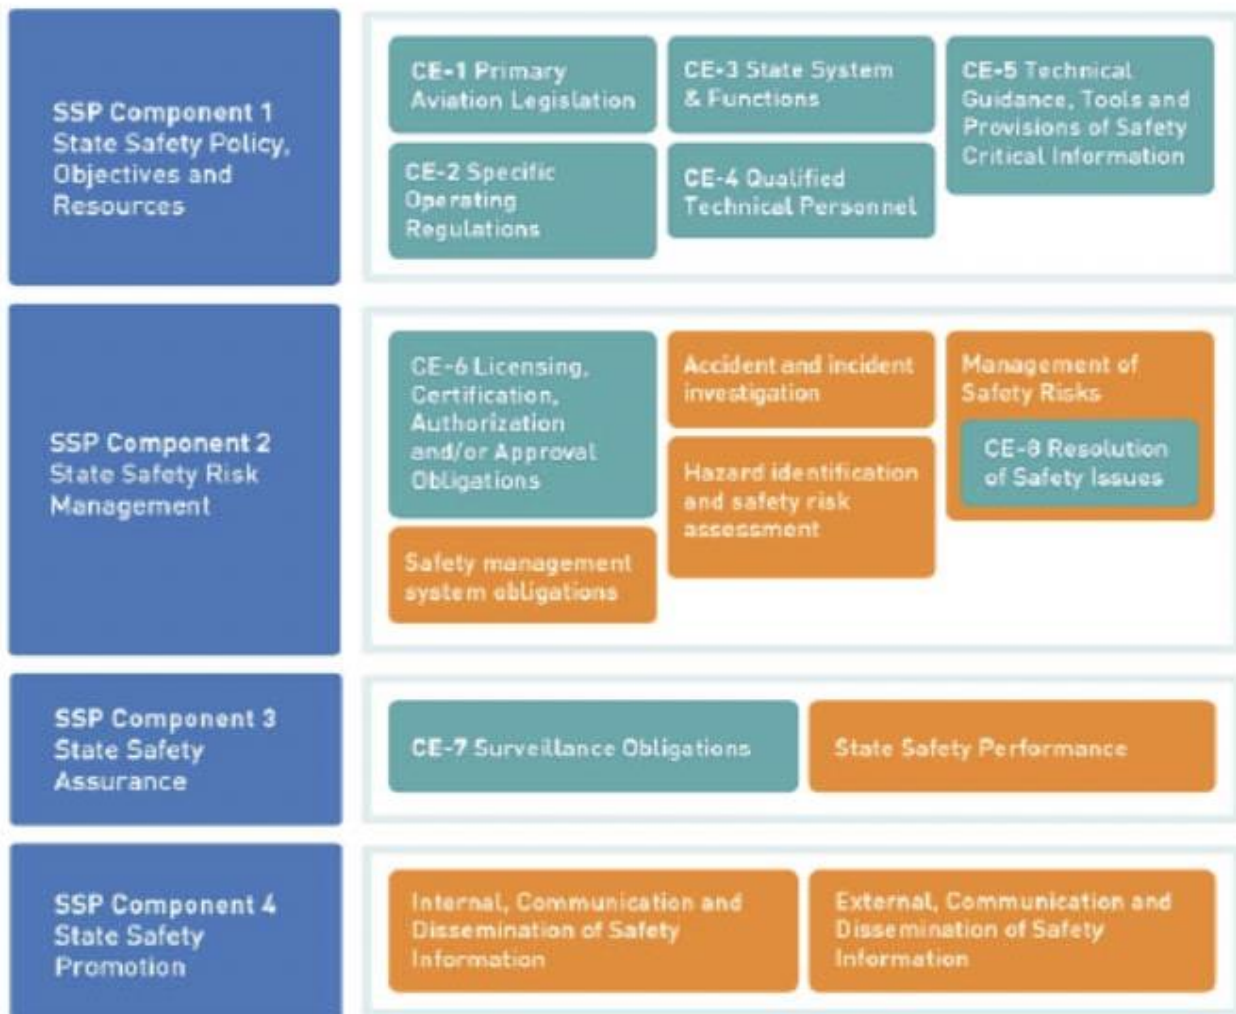 SSP Component 1
State Safety Policy,
Objectives and
Resources
CE-1 Primary
Aviation Legislation
CE-2 Specific
Operating
Regulations
CE-3 State System
& Functions
CE-4 Qualified
Technical Personnel
CE-5 Technical
Guidance, Tools and
Provisions of Safety
Critical Information
SSP Component 2
State Safety Risk
Management
CE-6 Licensing,
Certification,
Authorization
and/or Approval
Obligations
Safety management
system obligations
Accident and incident
investigation
Hazard identification
and safety risk
assessment
Management of
Safety Risks
CE-8 Resolution
of Safety Issues
SSP Component 3
State Safety
Assurance
CE-7 Surveillance Obligations
State Safety Performance
SSP Component 4
State Safety
Promotion
Internal, Communication and
Dissemination of Safety
Information
External, Communication and
Dissemination of Safety
Information